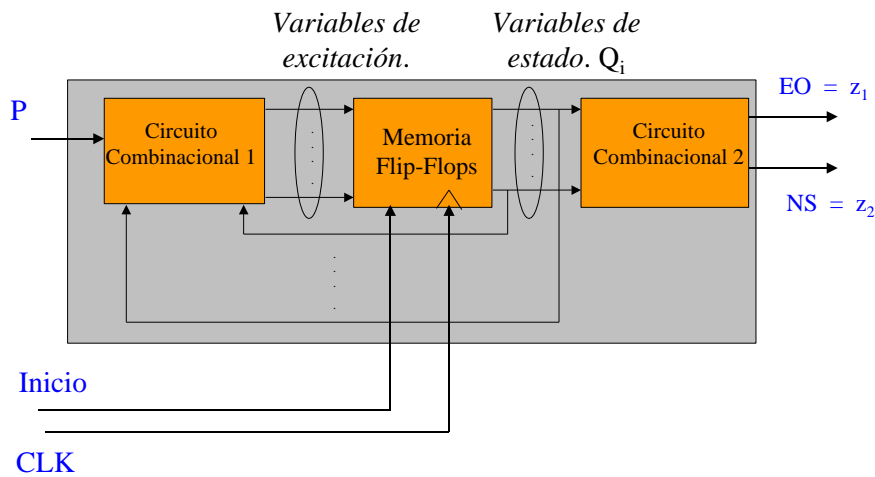 Variables de
excitación.
Variables de
estado. Qi
EO = z1
P
Circuito
Combinacional 1
Memoria
Flip-Flops
Circuito
Combinacional 2
NS = z2
Inicio
CLK